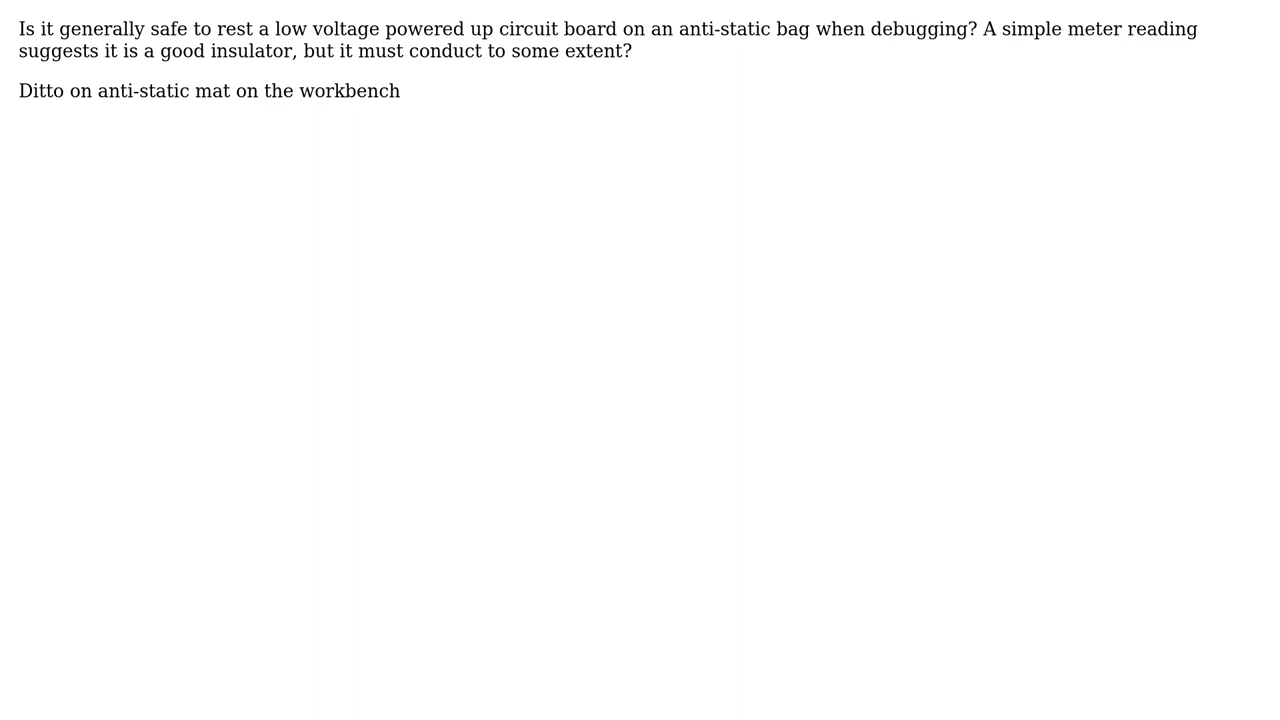 Is it generally safe to rest a low voltage powered up circuit board on an anti-static bag when debugging? A simple meter reading
suggests it is a good insulator, but it must conduct to some extent?
Ditto on anti-static mat on the workbench